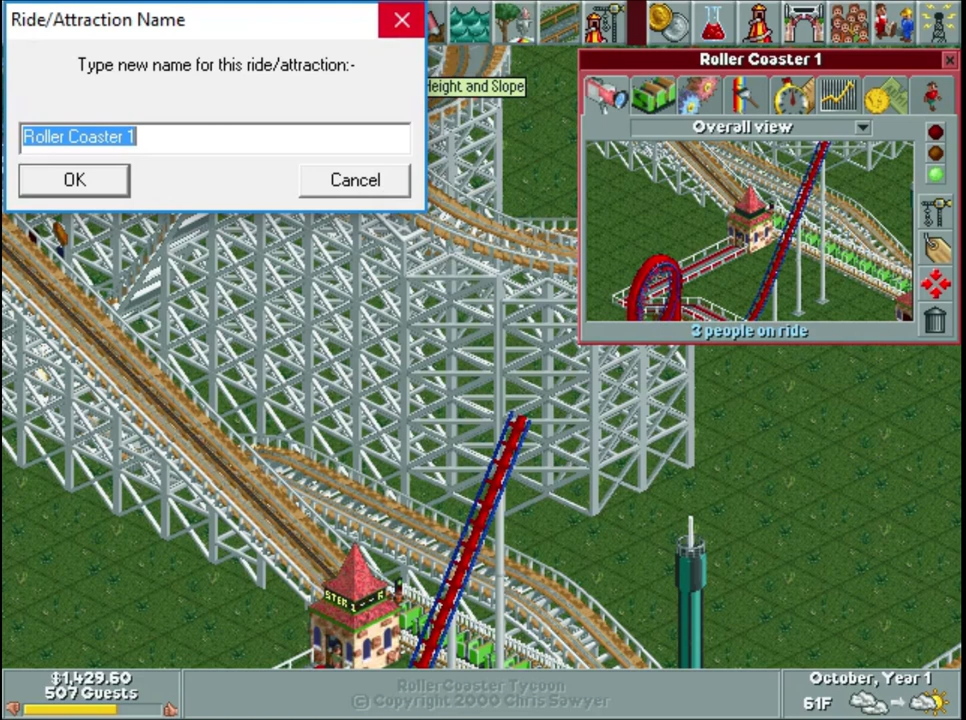 Ride/Attraction Name
Type new name for this ride/attraction:-
Roller Coaster 1
OK
Cancel
Height and Slope
Roller Coaster 1
Overall view
3 people on ride
STER 1
$1,429.60
507 Guests
RollerCoaster Tycoon
© Copyright 2000 Chris Sawyer
October, Year 1
61F